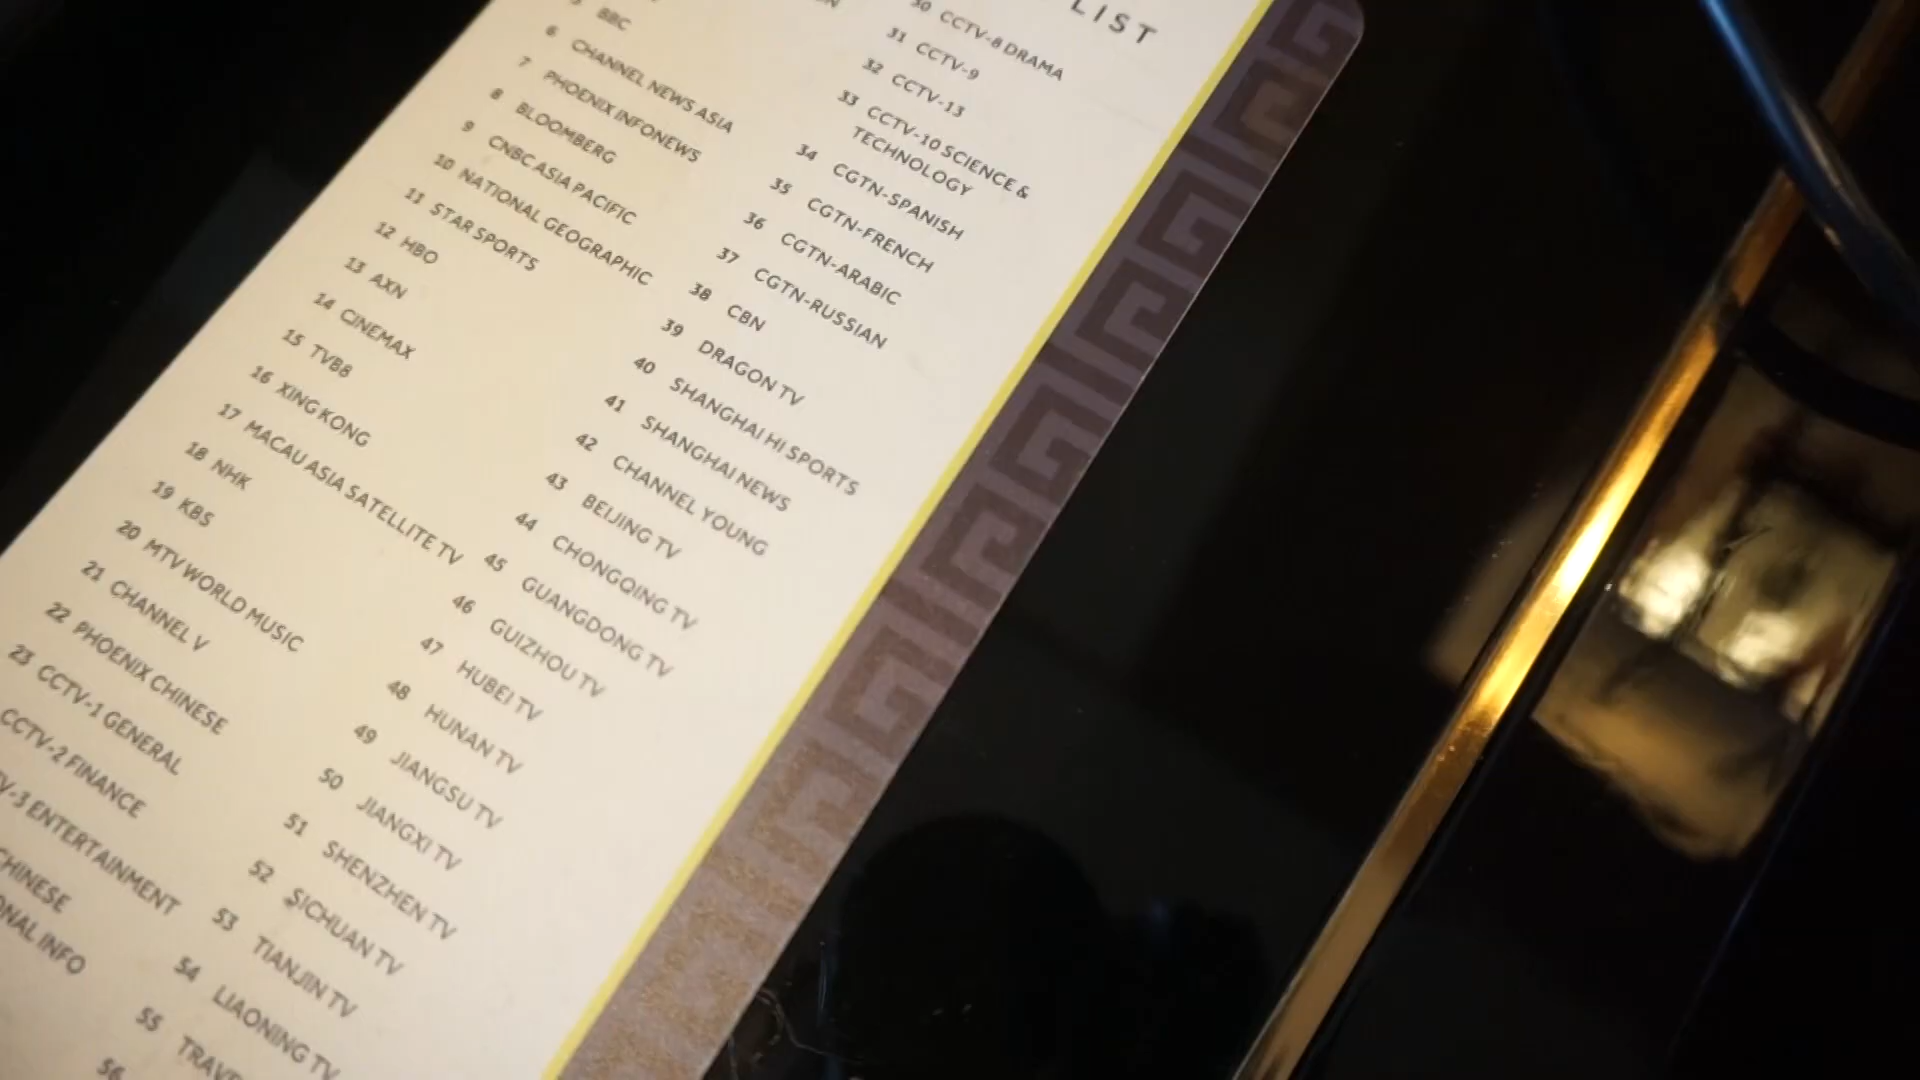 LIST
5 BBC
6 CHANNEL NEWS ASIA
7 PHOENIX INFONEWS
8 BLOOMBERG
9 CNBC ASIA PACIFIC
10 NATIONAL GEOGRAPHIC
11 STAR SPORTS
12 HBO
13 AXN
14 CINEMAX
15 TVB8
16 XING KONG
17 MACAU ASIA SATELLITE TV
18 NHK
19 KBS
20 MTV WORLD MUSIC
21 CHANNEL V
22 PHOENIX CHINESE
23 CCTV-1 GENERAL
CCTV-2 FINANCE
V-3 ENTERTAINMENT
CHINESE
ONAL INFO
30 CCTV-8 DRAMA
31 CCTV-9
32 CCTV-13
33 CCTV-10 SCIENCE &
TECHNOLOGY
34 CGTN-SPANISH
35 CGTN-FRENCH
36 CGTN-ARABIC
37 CGTN-RUSSIAN
38 CBN
39 DRAGON TV
40 SHANGHAI HI SPORTS
41 SHANGHAI NEWS
42 CHANNEL YOUNG
43 BEIJING TV
44 CHONGQING TV
45 GUANGDONG TV
46 GUIZHOU TV
47 HUBEI TV
48 HUNAN TV
49 JIANGSU TV
50 JIANGXI TV
51 SHENZHEN TV
52 SICHUAN TV
53 TIANJIN TV
54 LIAONING TV
55 TRAVE
56